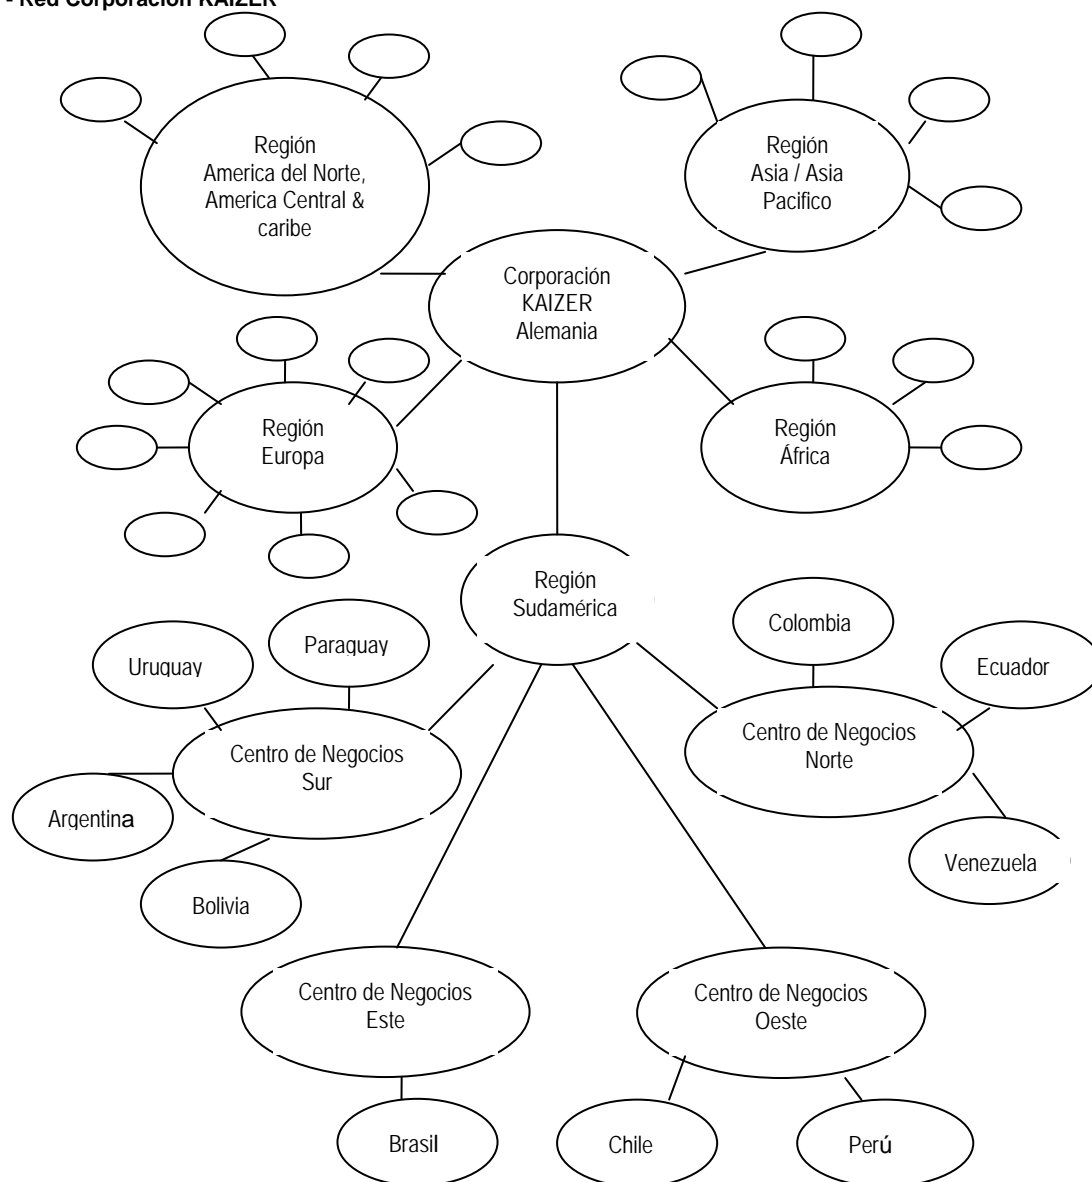 - Red Corporación KAIZER
Región
America del Norte,
America Central &
caribe
Región
Asia / Asia
Pacifico
Corporación
KAIZER
Alemania
Región
Europa
Región
África
Región
Sudamérica
Colombia
Paraguay
Uruguay
Ecuador
Centro de Negocios
Norte
Centro de Negocios
Sur
Argentina
Venezuela
Bolivia
Centro de Negocios
Este
Centro de Negocios
Oeste
Brasil
Chile
Perú